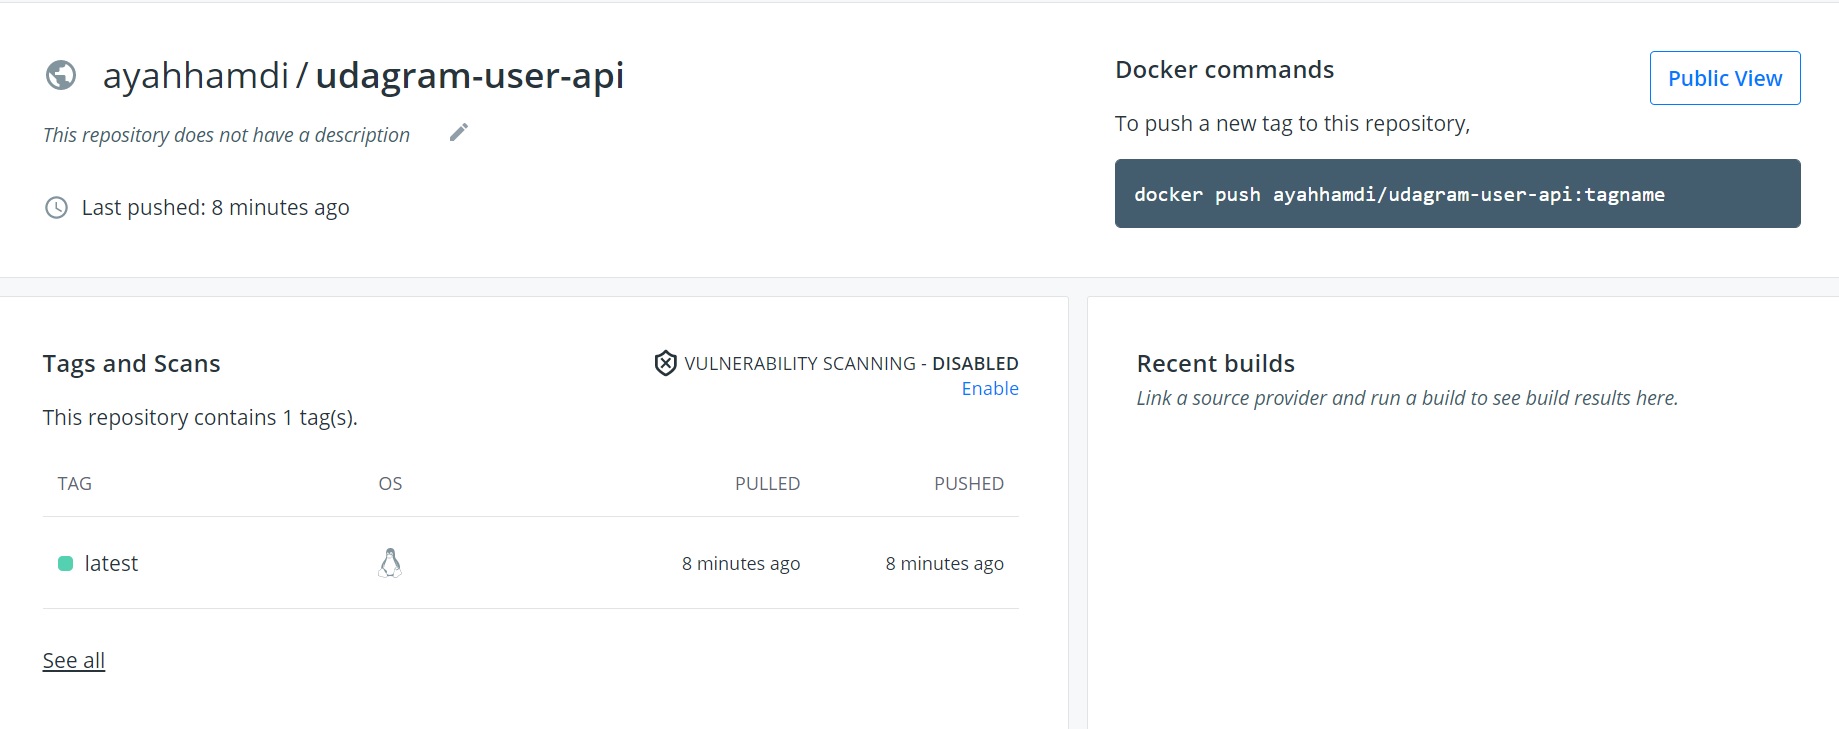 ayahhamdi / udagram-user-api
This repository does not have a description
Last pushed: 8 minutes ago
Docker commands
Public View
To push a new tag to this repository,
docker push ayahhamdi/udagram-user-api:tagname
Tags and Scans
VULNERABILITY SCANNING - DISABLED
Enable
This repository contains 1 tag(s).
TAG OS PULLED PUSHED
latest 8 minutes ago 8 minutes ago
See all
Recent builds
Link a source provider and run a build to see build results here.